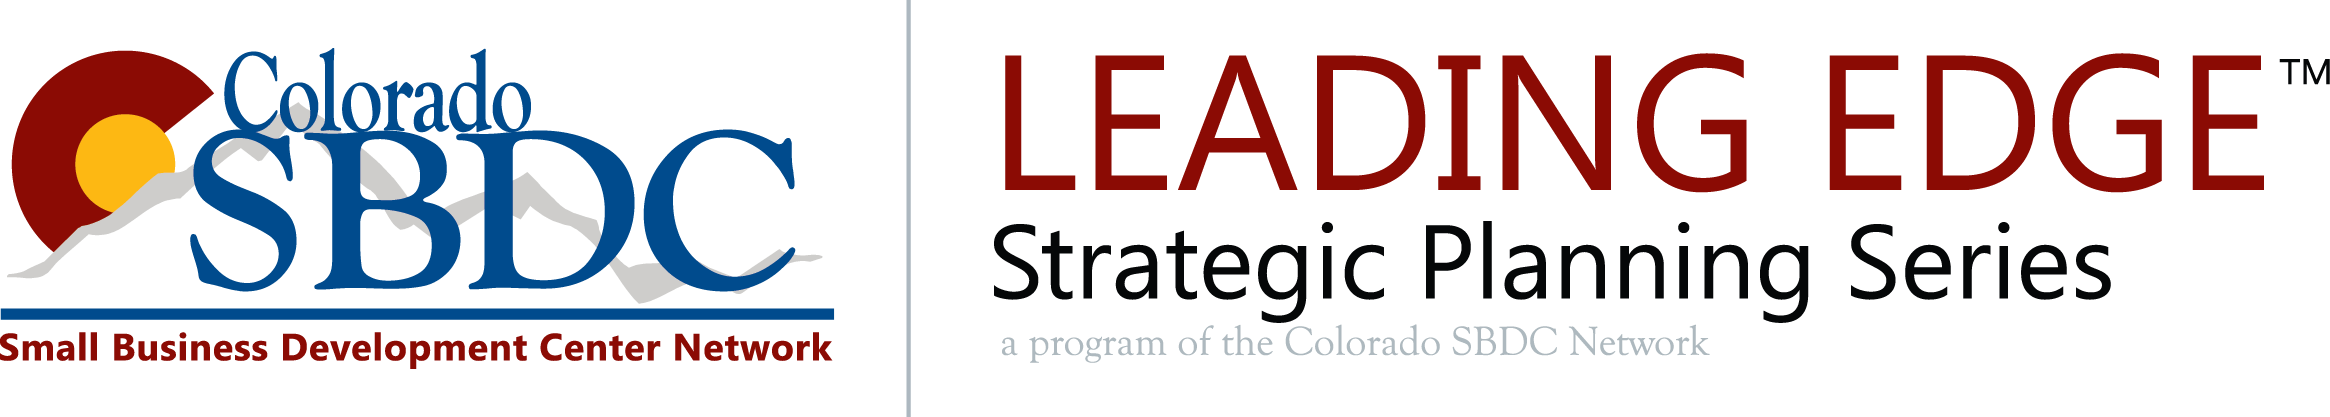 Colorado
SBDC
Small Business Development Center Network
LEADING EDGE™
Strategic Planning Series
a program of the Colorado SBDC Network